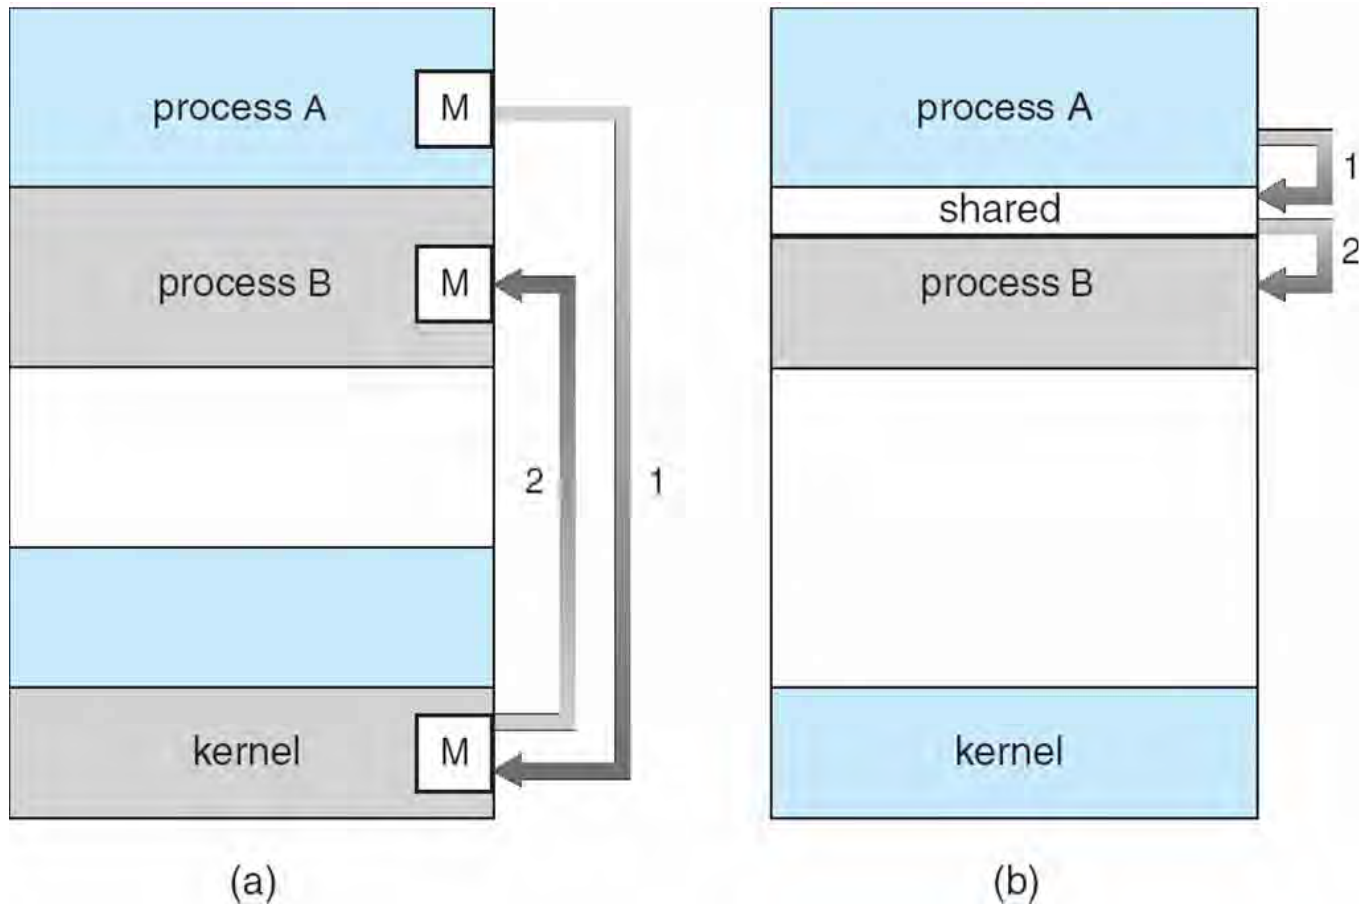 process A
M
process B
M
2
1
kernel
M
(a)
process A
1
shared
2
process B
kernel
(b)